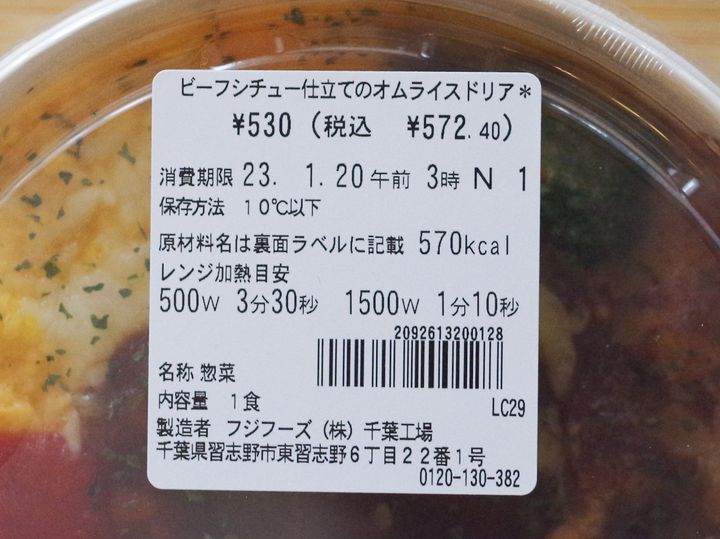 ビーフシチュー仕立てのオムライスドリア*
¥530 (税込 ¥572.40)
消費期限 23. 1.20午前 3時 N 1
保存方法 10℃以下
原材料名は裏面ラベルに記載 570kcal
レンジ加熱目安
500W 3分30秒 1500W 1分10秒
2092613200128
名称 惣菜
内容量 1食 LC29
製造者 フジフーズ(株)千葉工場
千葉県習志野市東習志野6丁目22番1号
0120-130-382